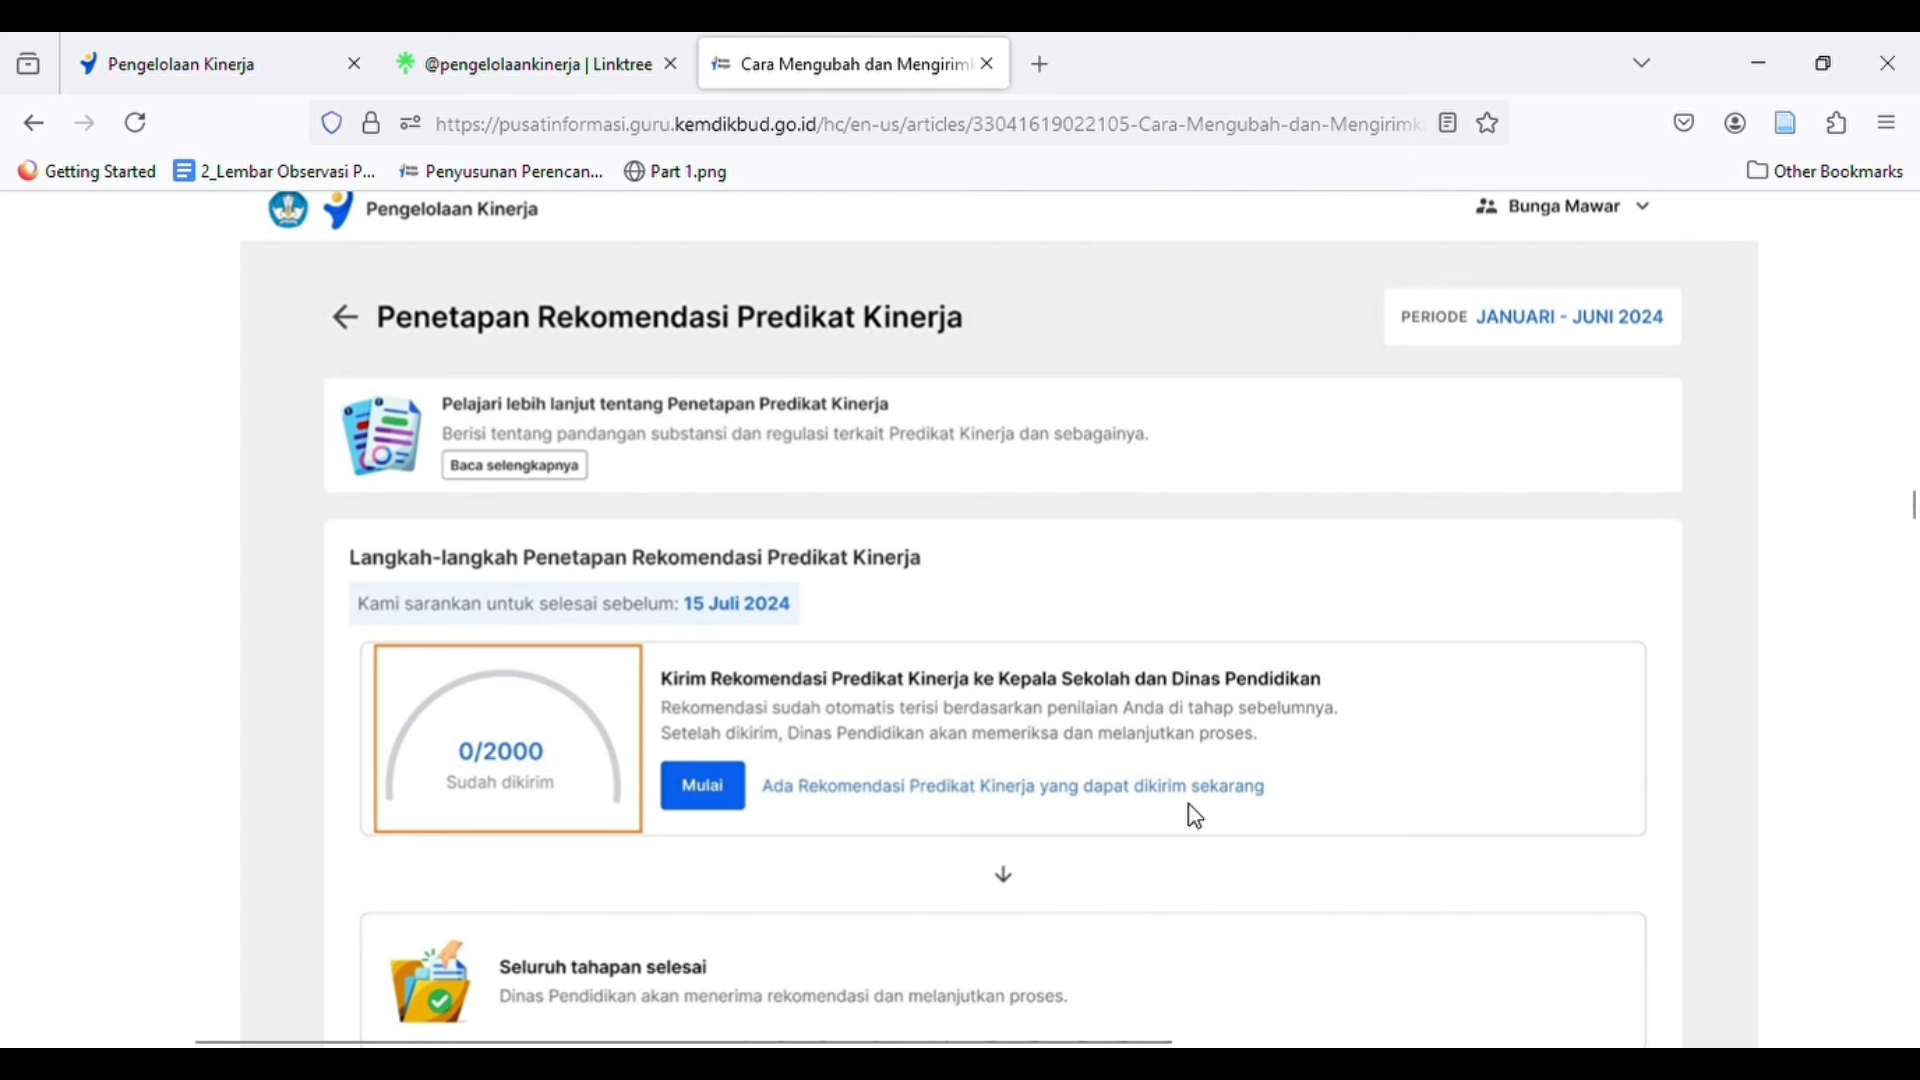 Pengelolaan Kinerja
@pengelolaankinerja | Linktree
Cara Mengubah dan Mengirimk
https://pusatinformasi.guru.kemdikbud.go.id/hc/en-us/articles/33041619022105-Cara-Mengubah-dan-Mengirimk
Getting Started
2_Lembar Observasi P...
Penyusunan Perencan...
Part 1.png
Other Bookmarks
Pengelolaan Kinerja
Bunga Mawar
Penetapan Rekomendasi Predikat Kinerja
PERIODE JANUARI - JUNI 2024
Pelajari lebih lanjut tentang Penetapan Predikat Kinerja
Berisi tentang pandangan substansi dan regulasi terkait Predikat Kinerja dan sebagainya.
Baca selengkapnya
Langkah-langkah Penetapan Rekomendasi Predikat Kinerja
Kami sarankan untuk selesai sebelum: 15 Juli 2024
0/2000
Sudah dikirim
Kirim Rekomendasi Predikat Kinerja ke Kepala Sekolah dan Dinas Pendidikan
Rekomendasi sudah otomatis terisi berdasarkan penilaian Anda di tahap sebelumnya.
Setelah dikirim, Dinas Pendidikan akan memeriksa dan melanjutkan proses.
Mulai
Ada Rekomendasi Predikat Kinerja yang dapat dikirim sekarang
Seluruh tahapan selesai
Dinas Pendidikan akan menerima rekomendasi dan melanjutkan proses.